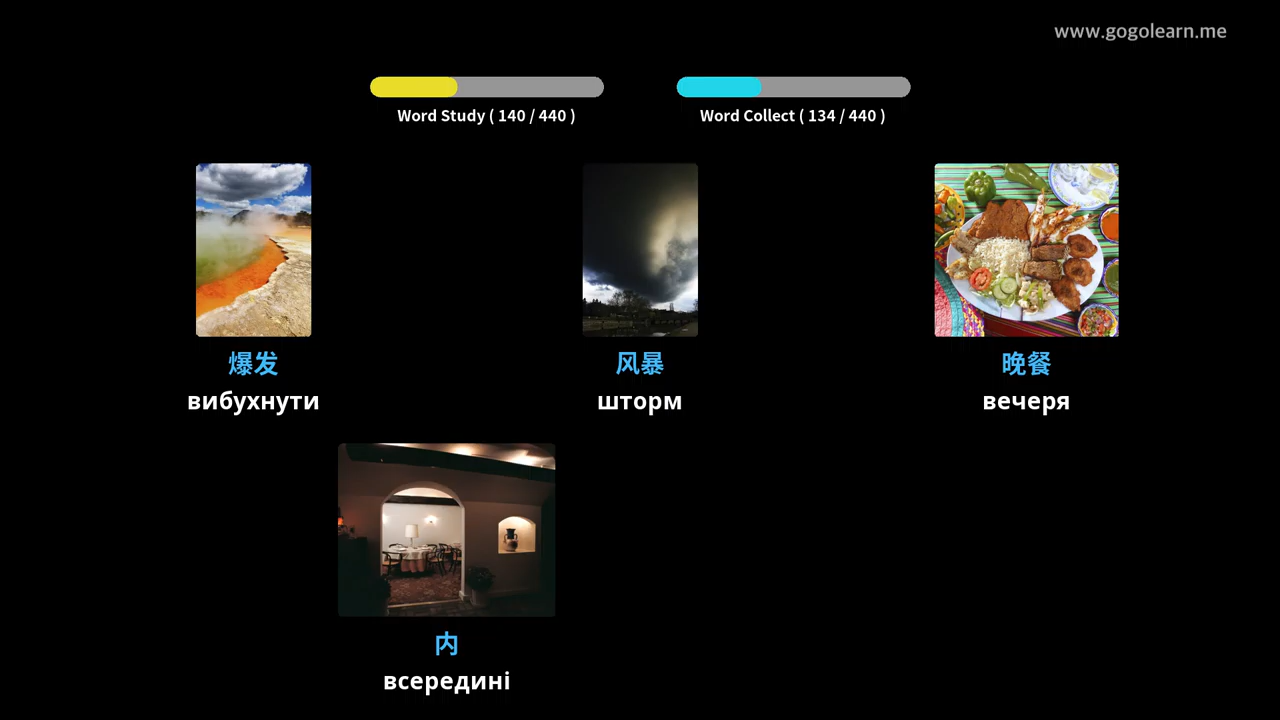 www.gogolearn.me
Word Study ( 140 / 440 )
Word Collect ( 134 / 440 )
爆发
вибухнути
风暴
шторм
晚餐
вечеря
内
всередині